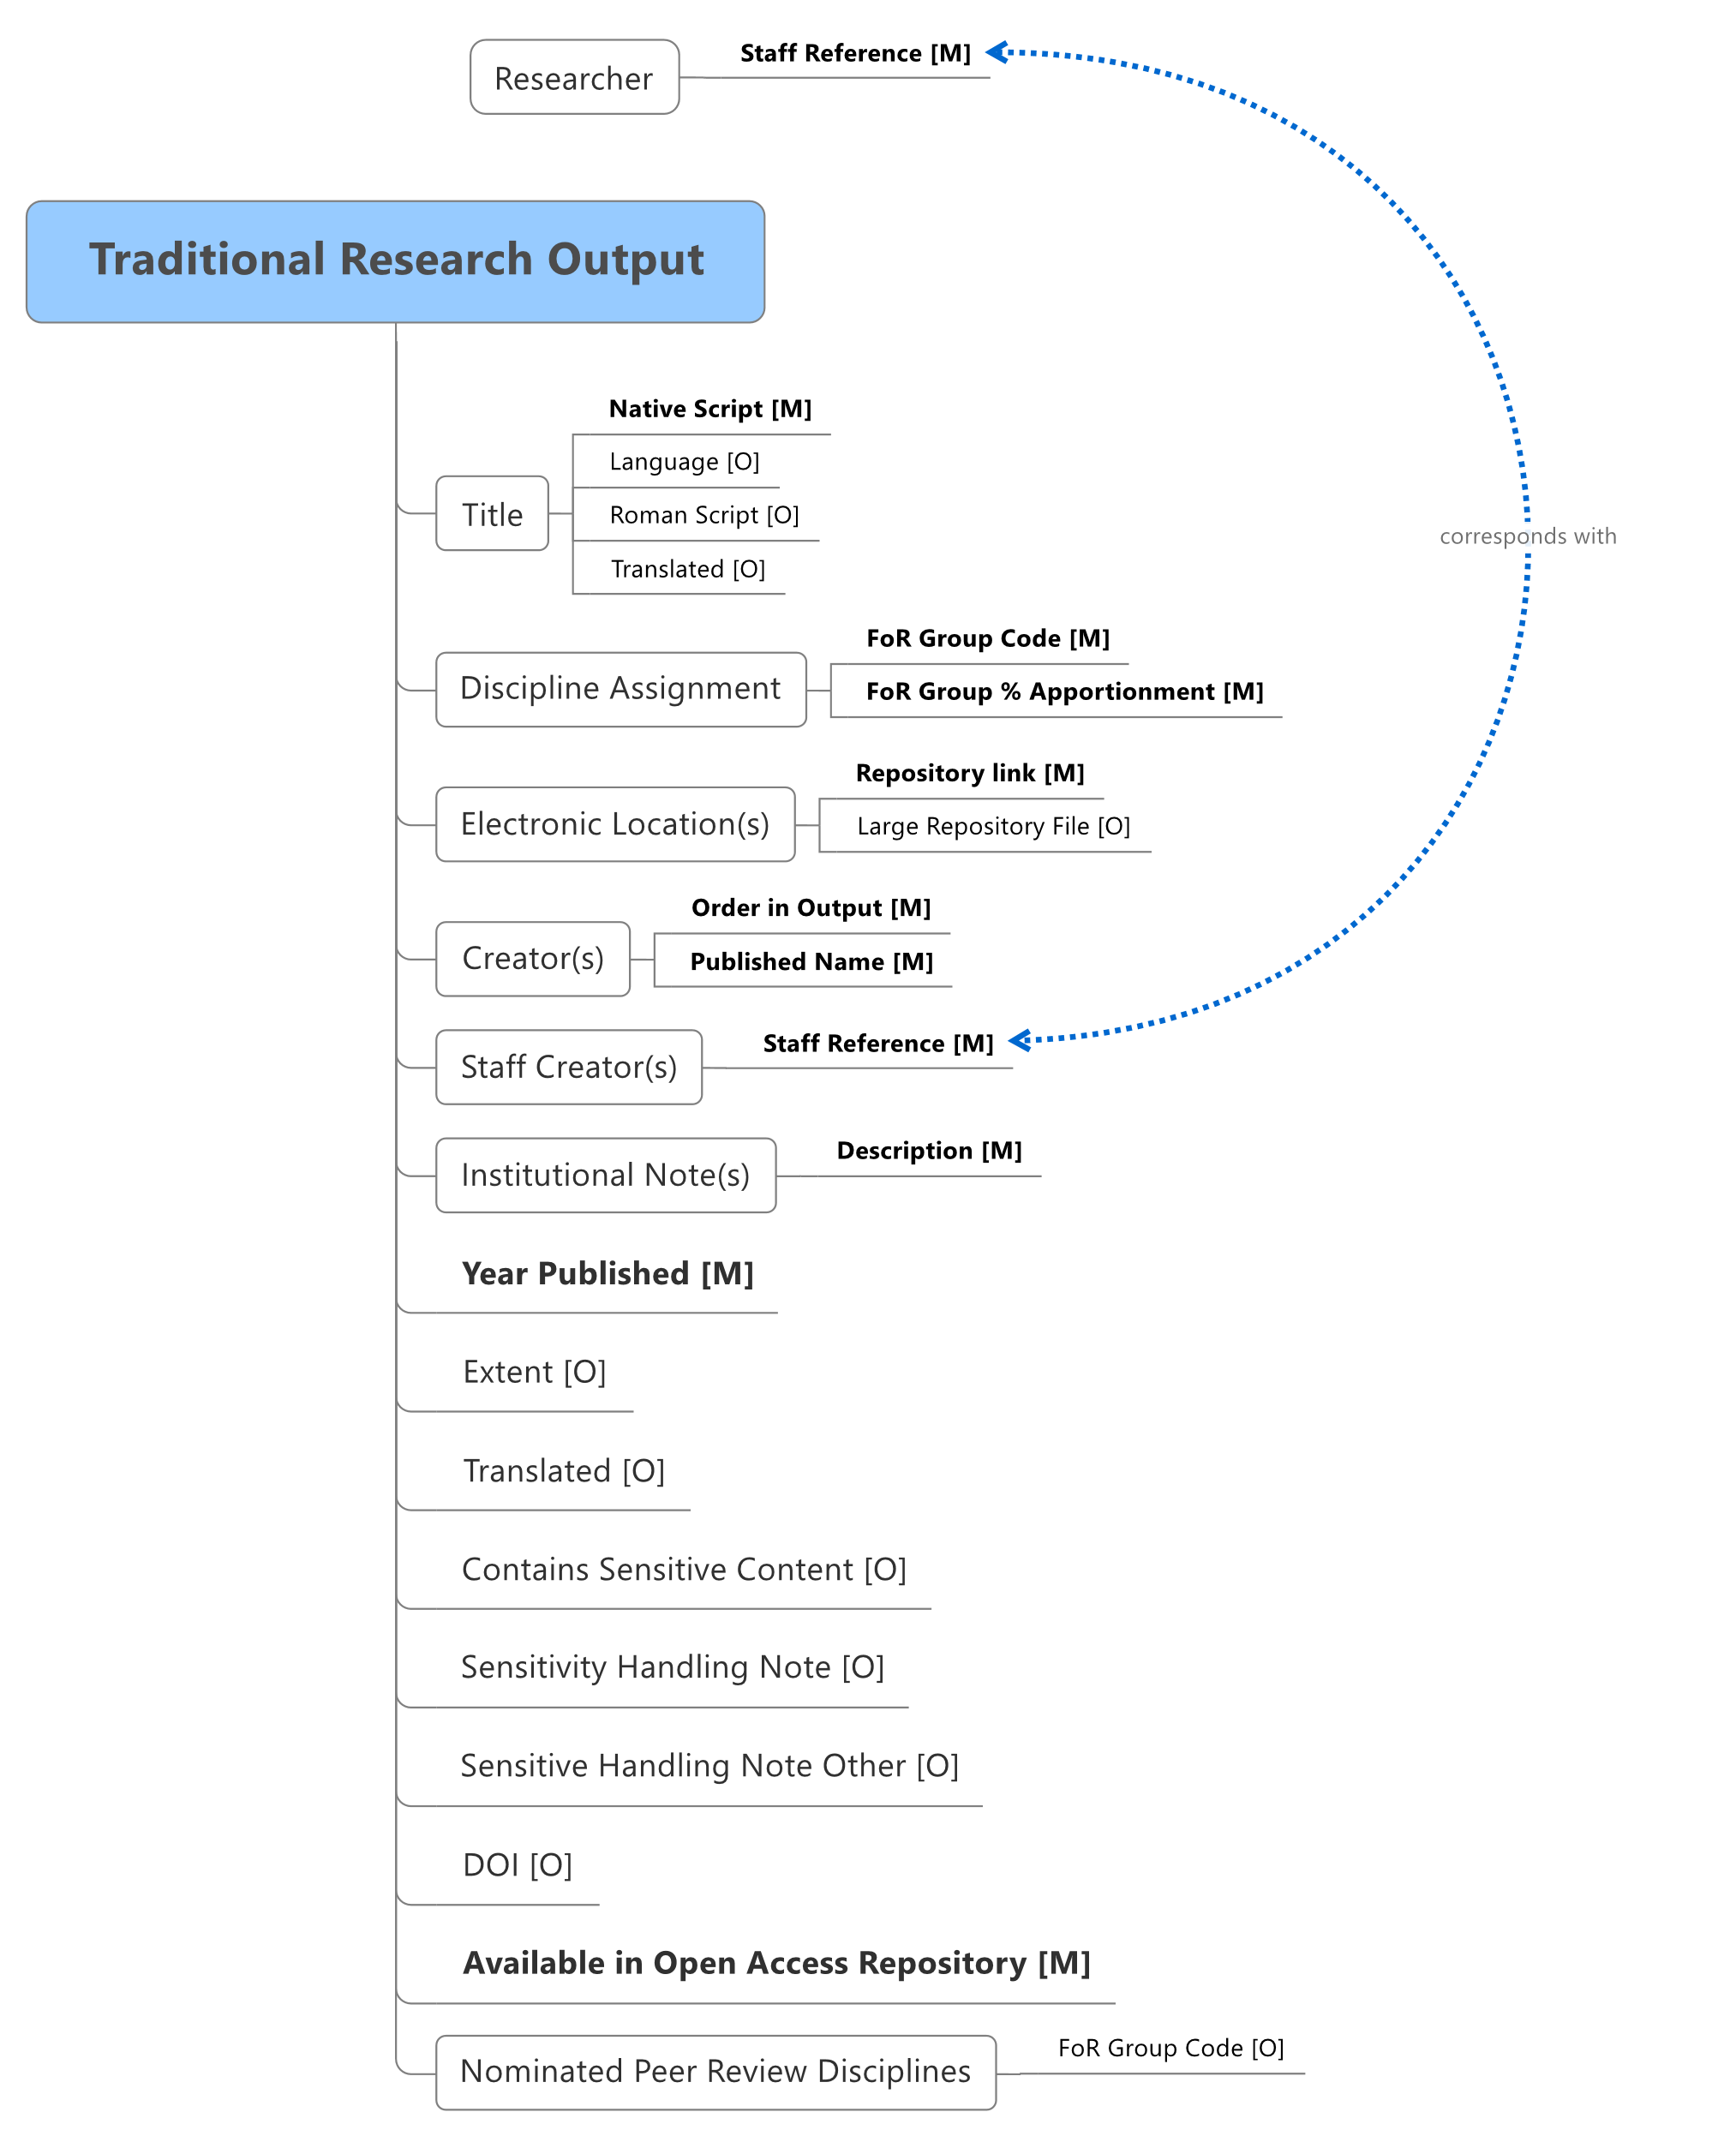 Researcher
Staff Reference [M]
Traditional Research Output
Title
Native Script [M]
Language [O]
Roman Script [O]
Translated [O]
corresponds with
Discipline Assignment
FoR Group Code [M]
FoR Group % Apportionment [M]
Electronic Location(s)
Repository link [M]
Large Repository File [O]
Creator(s)
Order in Output [M]
Published Name [M]
Staff Creator(s)
Staff Reference [M]
Institutional Note(s)
Description [M]
Year Published [M]
Extent [O]
Translated [O]
Contains Sensitive Content [O]
Sensitivity Handling Note [O]
Sensitive Handling Note Other [O]
DOI [O]
Available in Open Access Repository [M]
Nominated Peer Review Disciplines
FoR Group Code [O]